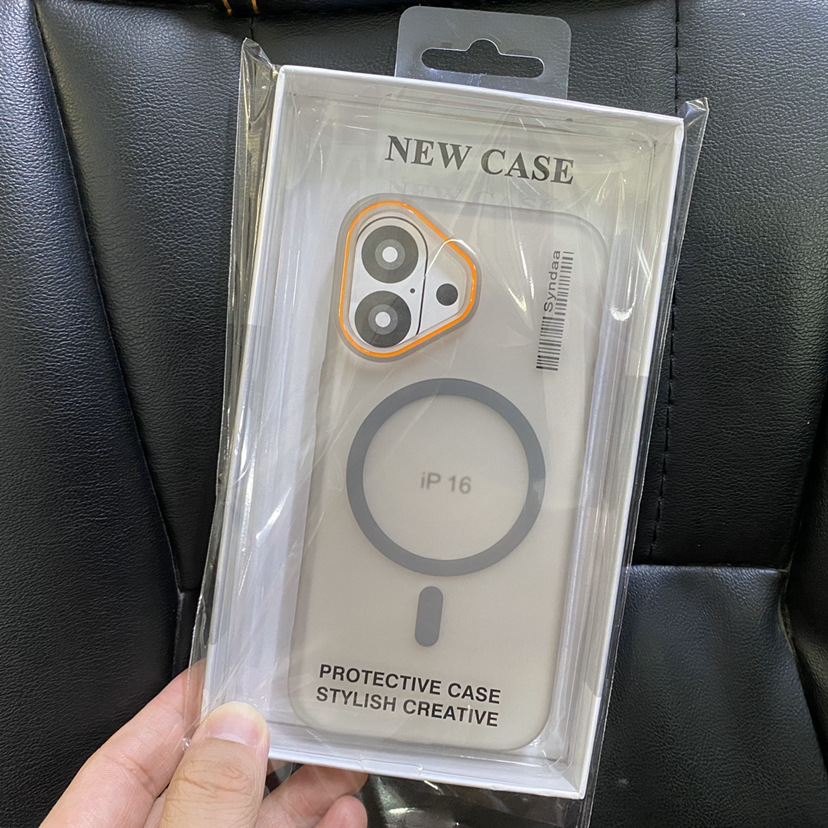 NEW CASE
Syndaa
iP 16
PROTECTIVE CASE
STYLISH CREATIVE